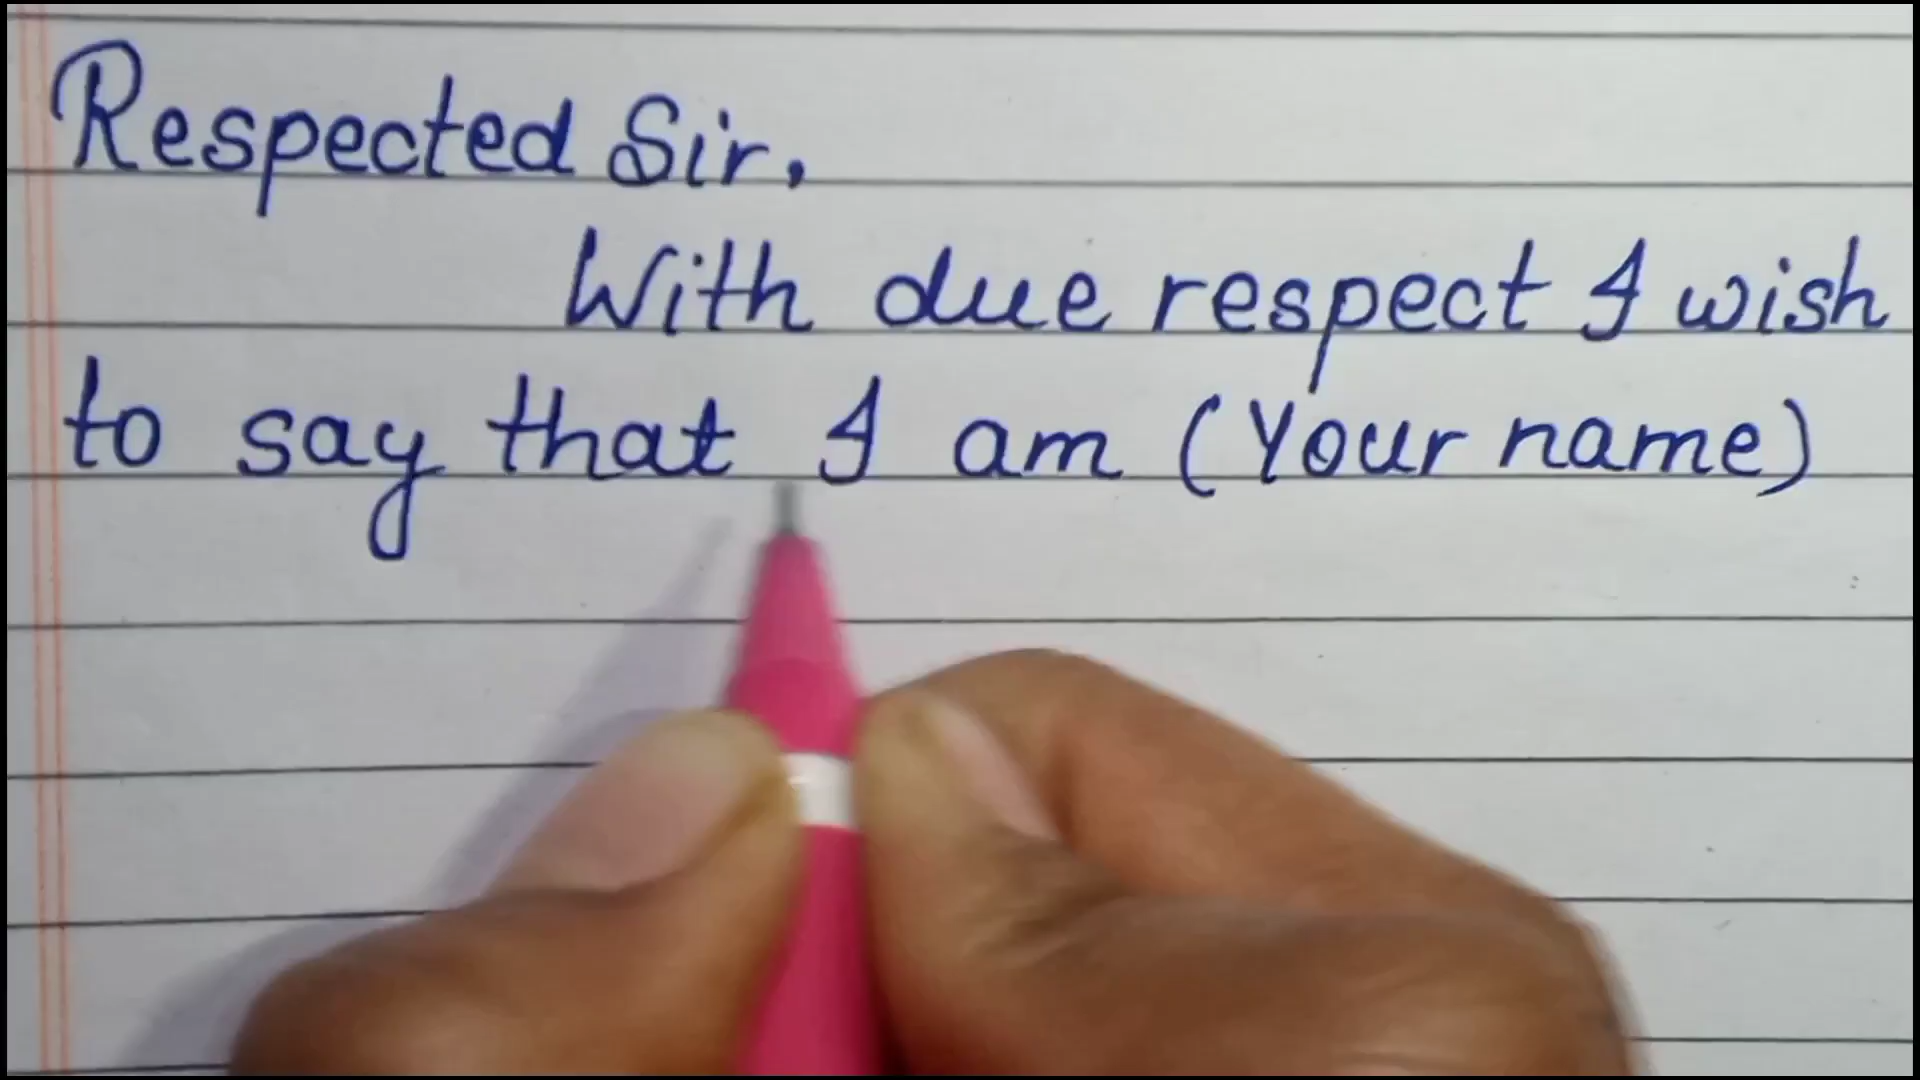 Respected Sir,
With due respect I wish
to say that I am (Your name)